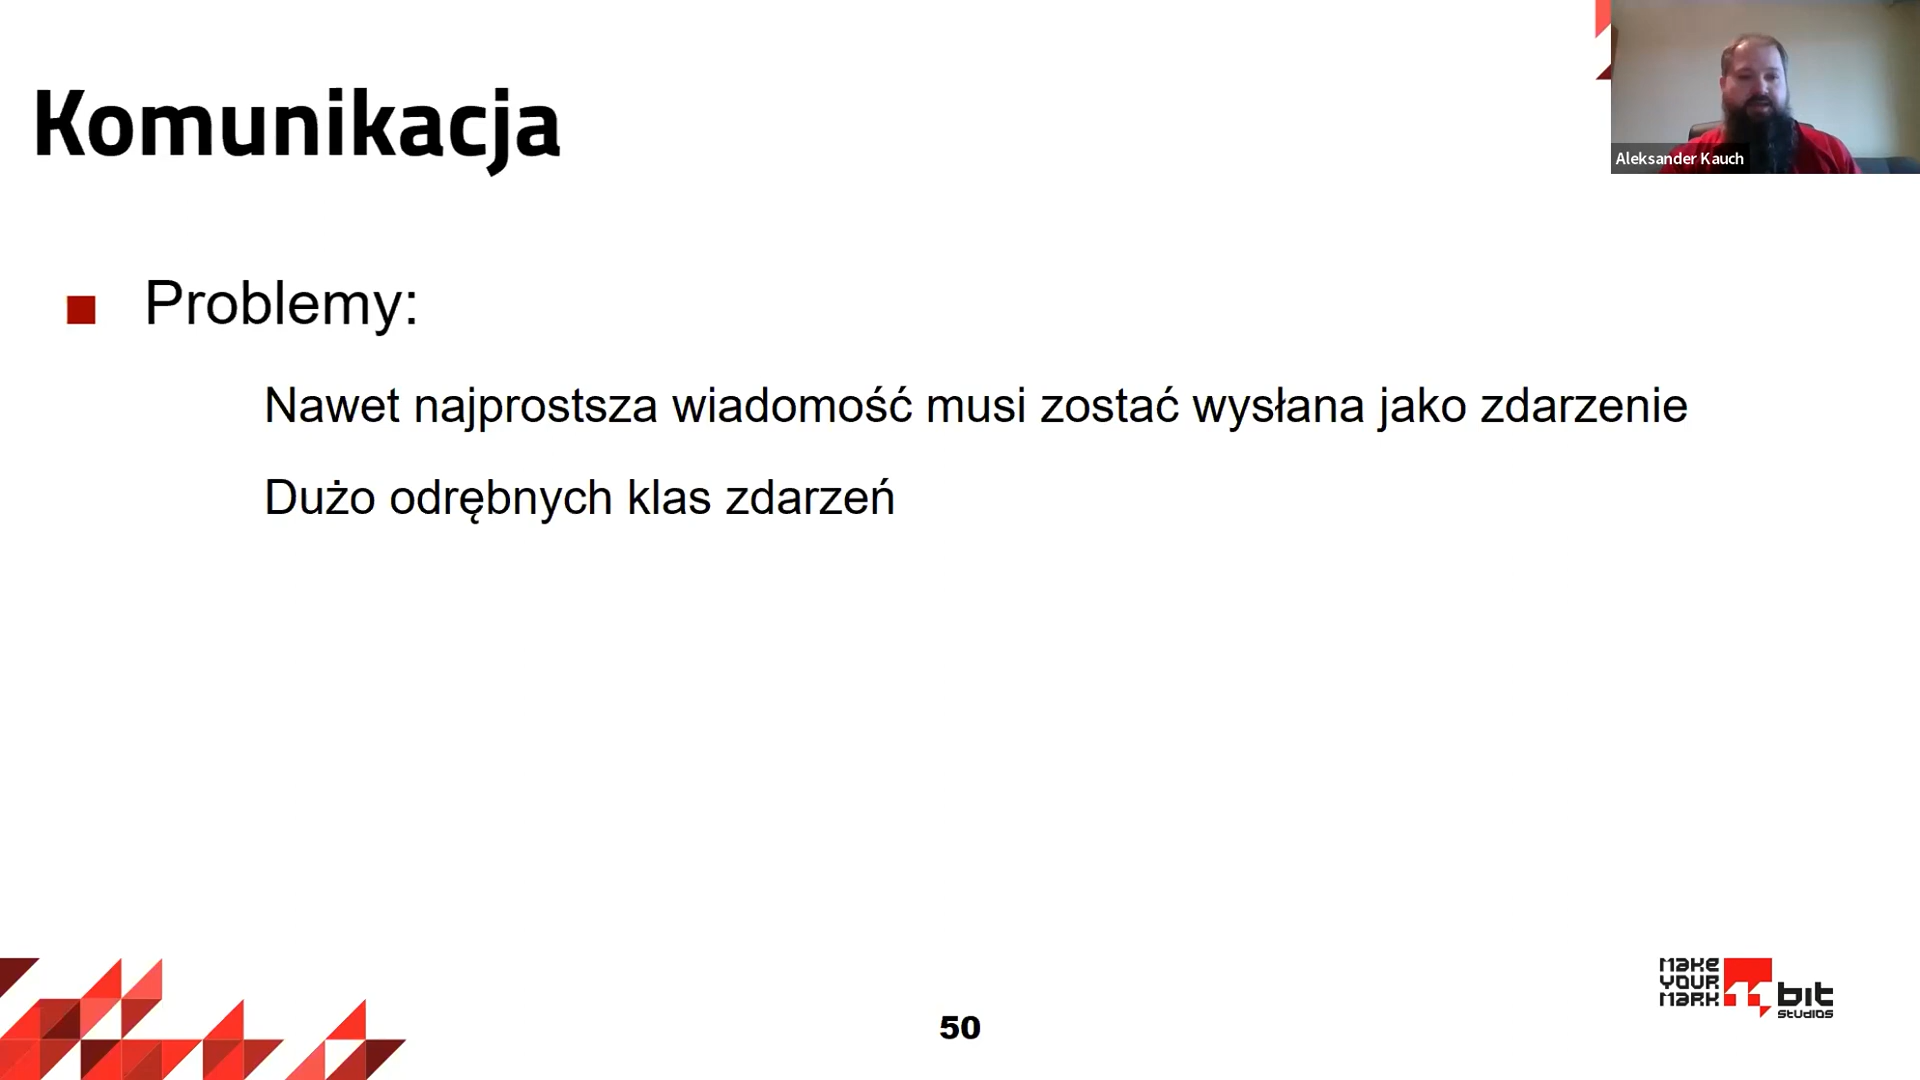 Komunikacja
Aleksander Kauch
Problemy:
Nawet najprostsza wiadomość musi zostać wysłana jako zdarzenie
Dużo odrębnych klas zdarzeń
50
MAKE
YOUR
MARK
11 bit
studios